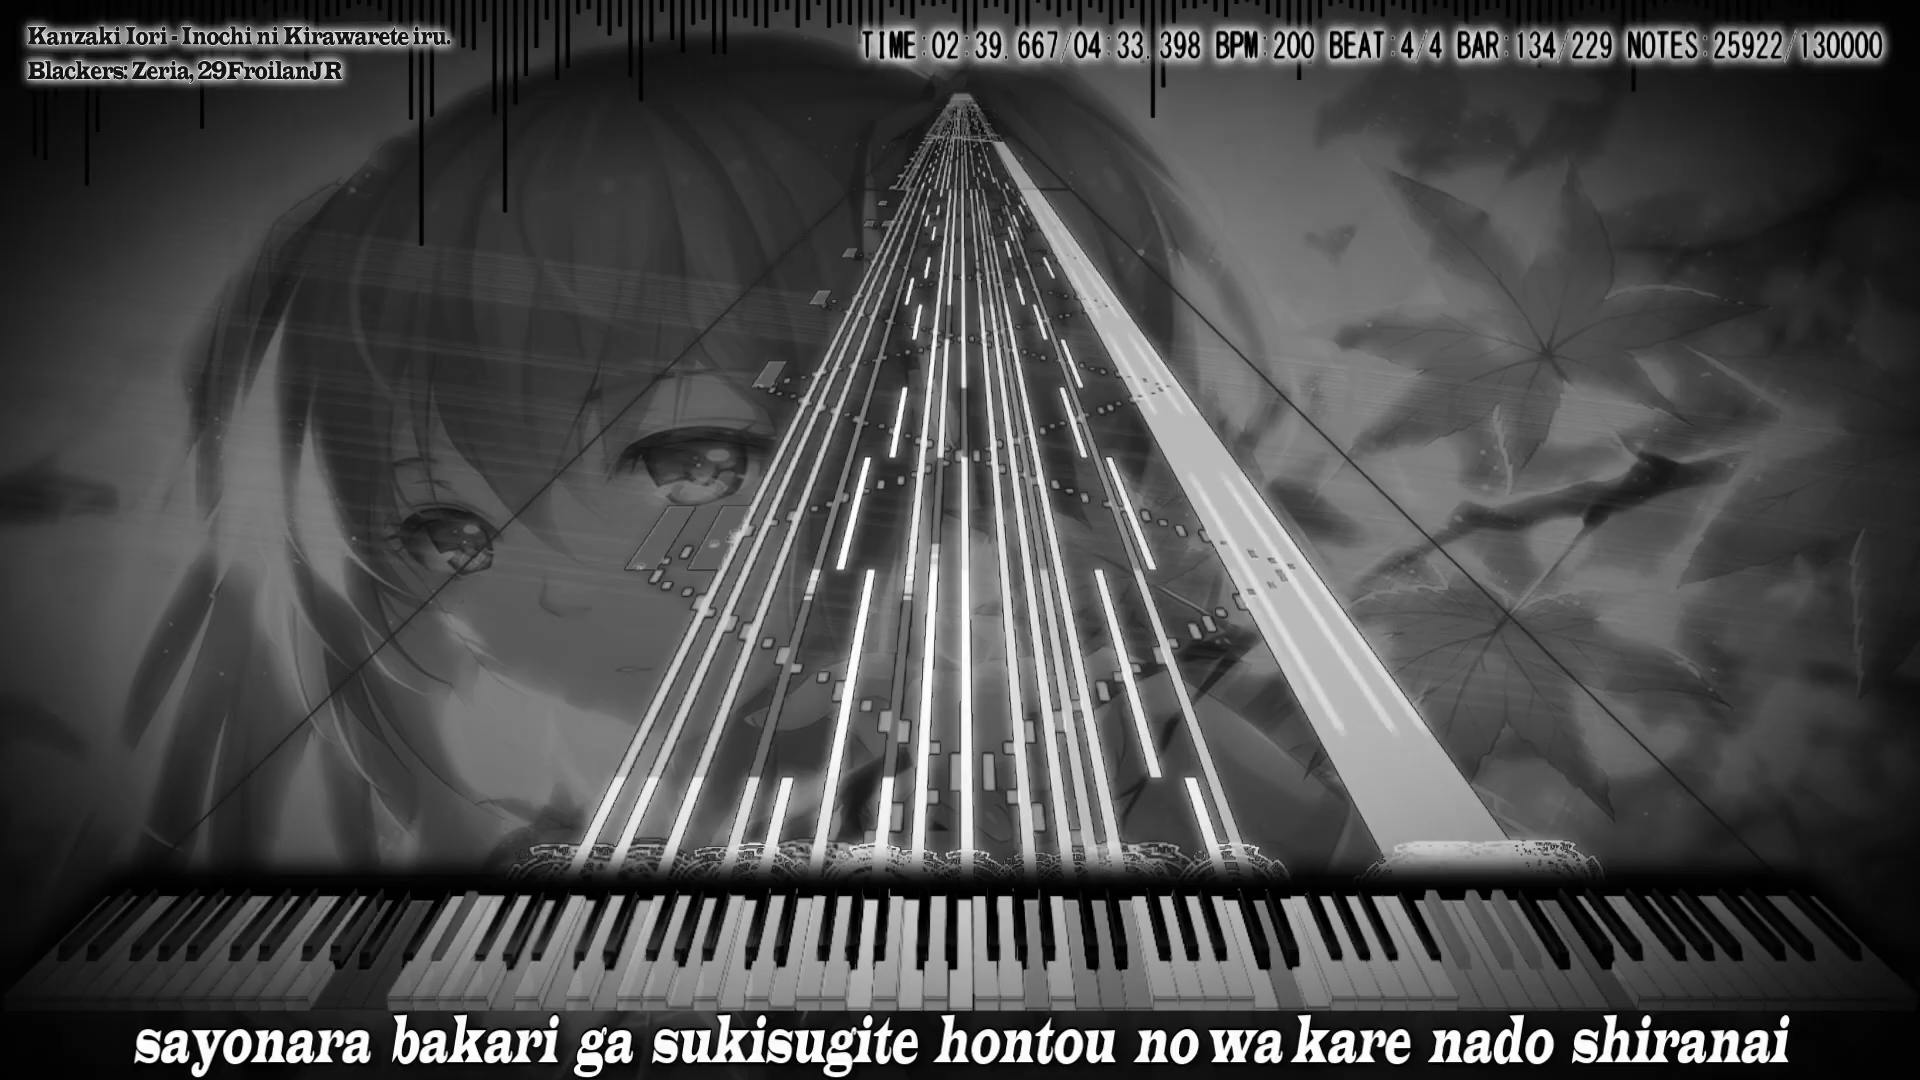 Kanzaki Iori - Inochi ni Kirawarete iru.
Blackers: Zeria, 29FroilanJR
TIME:02:39.667/04:33.398 BPM:200 BEAT:4/4 BAR:134/229 NOTES:25922/130000
sayonara bakari ga sukisugite hontou no wa kare nado shiranai